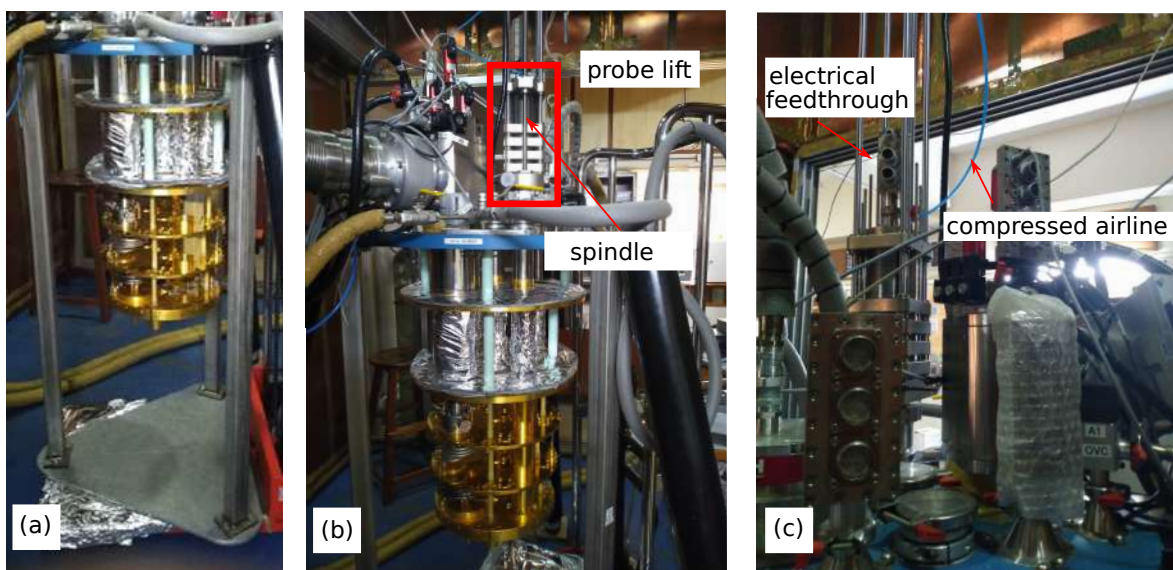 probe lift
spindle
electrical
feedthrough
compressed airline
A1
OVC
(a)
(b)
(c)